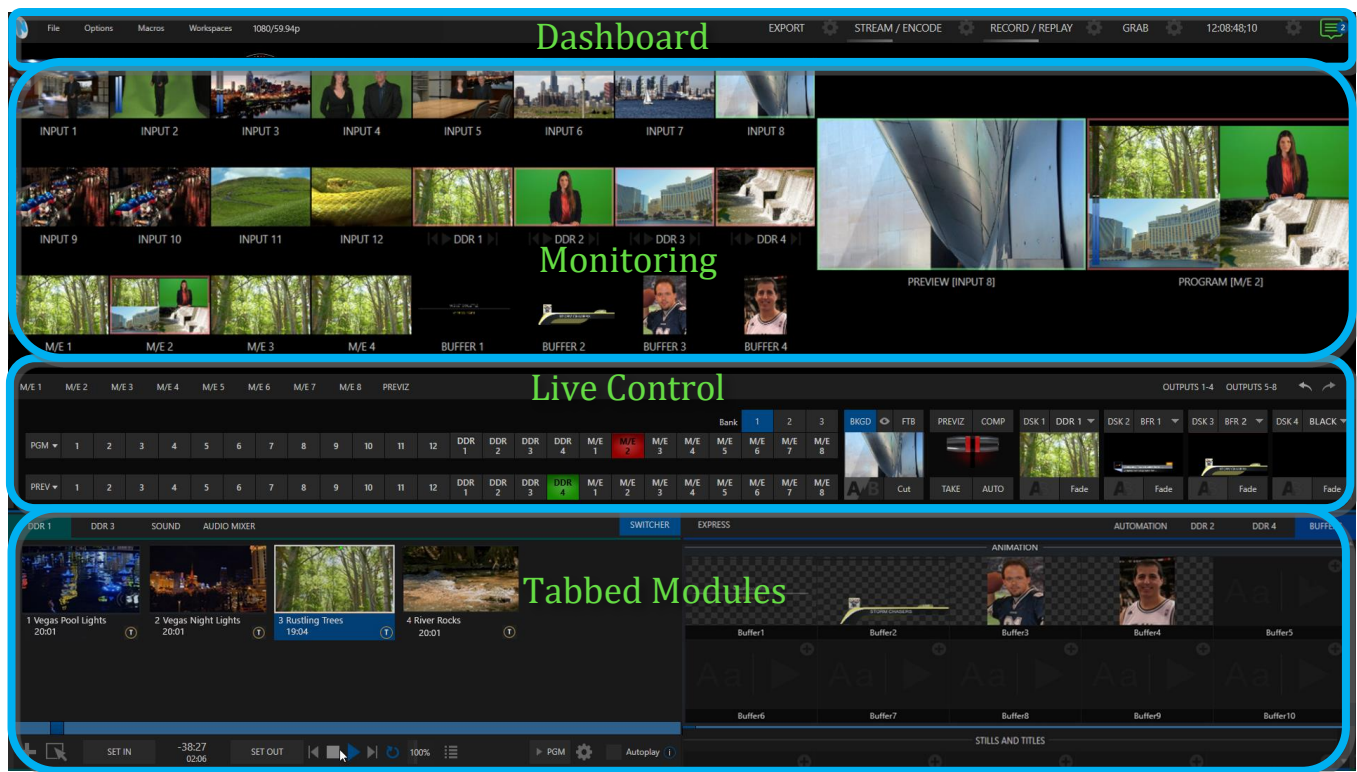 File Options Macros Workspaces 1080/59.94p Dashboard EXPORT STREAM / ENCODE RECORD / REPLAY GRAB 12:08:48;10 2
INPUT 1 INPUT 2 INPUT 3 INPUT 4 INPUT 5 INPUT 6 INPUT 7 INPUT 8
INPUT 9 INPUT 10 INPUT 11 INPUT 12 DDR 1 DDR 2 DDR 3 DDR 4
Monitoring
PREVIEW [INPUT 8] PROGRAM [M/E 2]
M/E 1 M/E 2 M/E 3 M/E 4 BUFFER 1 BUFFER 2 BUFFER 3 BUFFER 4
M/E 1 M/E 2 M/E 3 M/E 4 M/E 5 M/E 6 M/E 7 M/E 8 PREVIZ Live Control OUTPUTS 1-4 OUTPUTS 5-8
Bank 1 2 3 BKGD FTB PREVIZ COMP DSK 1 DDR 1 DSK 2 BFR 1 DSK 3 BFR 2 DSK 4 BLACK
PGM 1 2 3 4 5 6 7 8 9 10 11 12 DDR 1 DDR 2 DDR 3 DDR 4 M/E 1 M/E 2 M/E 3 M/E 4 M/E 5 M/E 6 M/E 7 M/E 8
PREV 1 2 3 4 5 6 7 8 9 10 11 12 DDR 1 DDR 2 DDR 3 DDR 4 M/E 1 M/E 2 M/E 3 M/E 4 M/E 5 M/E 6 M/E 7 M/E 8 A B Cut TAKE AUTO A Fade A Fade A Fade A Fade
DDR 1 DDR 3 SOUND AUDIO MIXER SWITCHER EXPRESS AUTOMATION DDR 2 DDR 4 BUFFERS
ANIMATION
Tabbed Modules
STORM CHASERS
1 Vegas Pool Lights 2 Vegas Night Lights 3 Rustling Trees 4 River Rocks
20:01 T 20:01 T 19:04 T 20:01 T
Buffer1 Buffer2 Buffer3 Buffer4 Buffer5
Aa Aa Aa Aa Aa
Buffer6 Buffer7 Buffer8 Buffer9 Buffer10
STILLS AND TITLES
SET IN -38:27 SET OUT 100% PGM Autoplay i
02:06